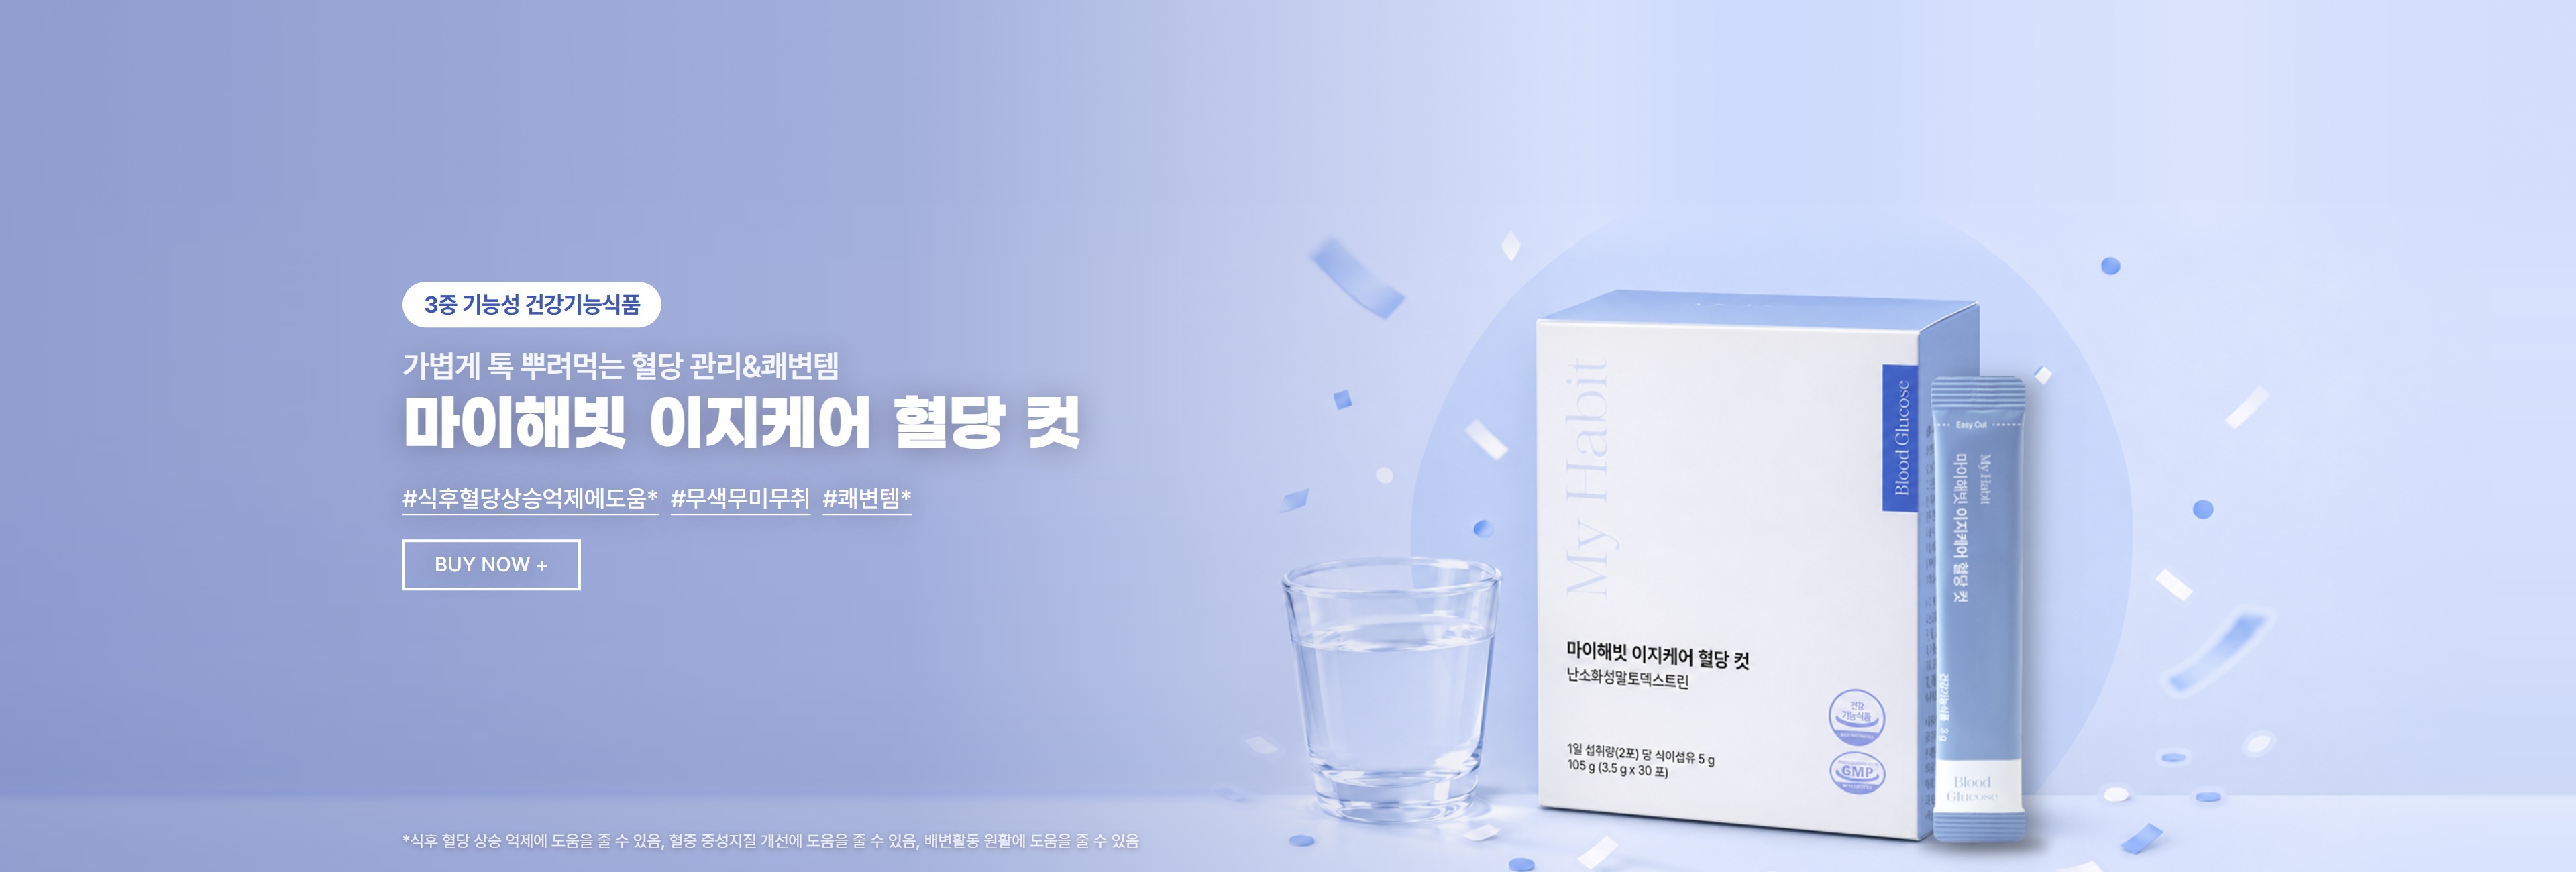 3중 기능성 건강기능식품
가볍게 톡 뿌려먹는 혈당 관리&쾌변템
마이해빗 이지케어 혈당 컷
#식후혈당상승억제에도움* #무색무미무취 #쾌변템*
BUY NOW +
*식후 혈당 상승 억제에 도움을 줄 수 있음, 혈중 중성지질 개선에 도움을 줄 수 있음, 배변활동 원활에 도움을 줄 수 있음
My Habit
Blood Glucose
마이해빗 이지케어 혈당 컷
난소화성말토덱스트린
1일 섭취량(2포) 당 식이섬유 5 g
105 g (3.5 g x 30 포)
건강
기능식품
GMP
Easy Cut
My Habit
마이해빗 이지케어 혈당 컷
Blood
Glucose